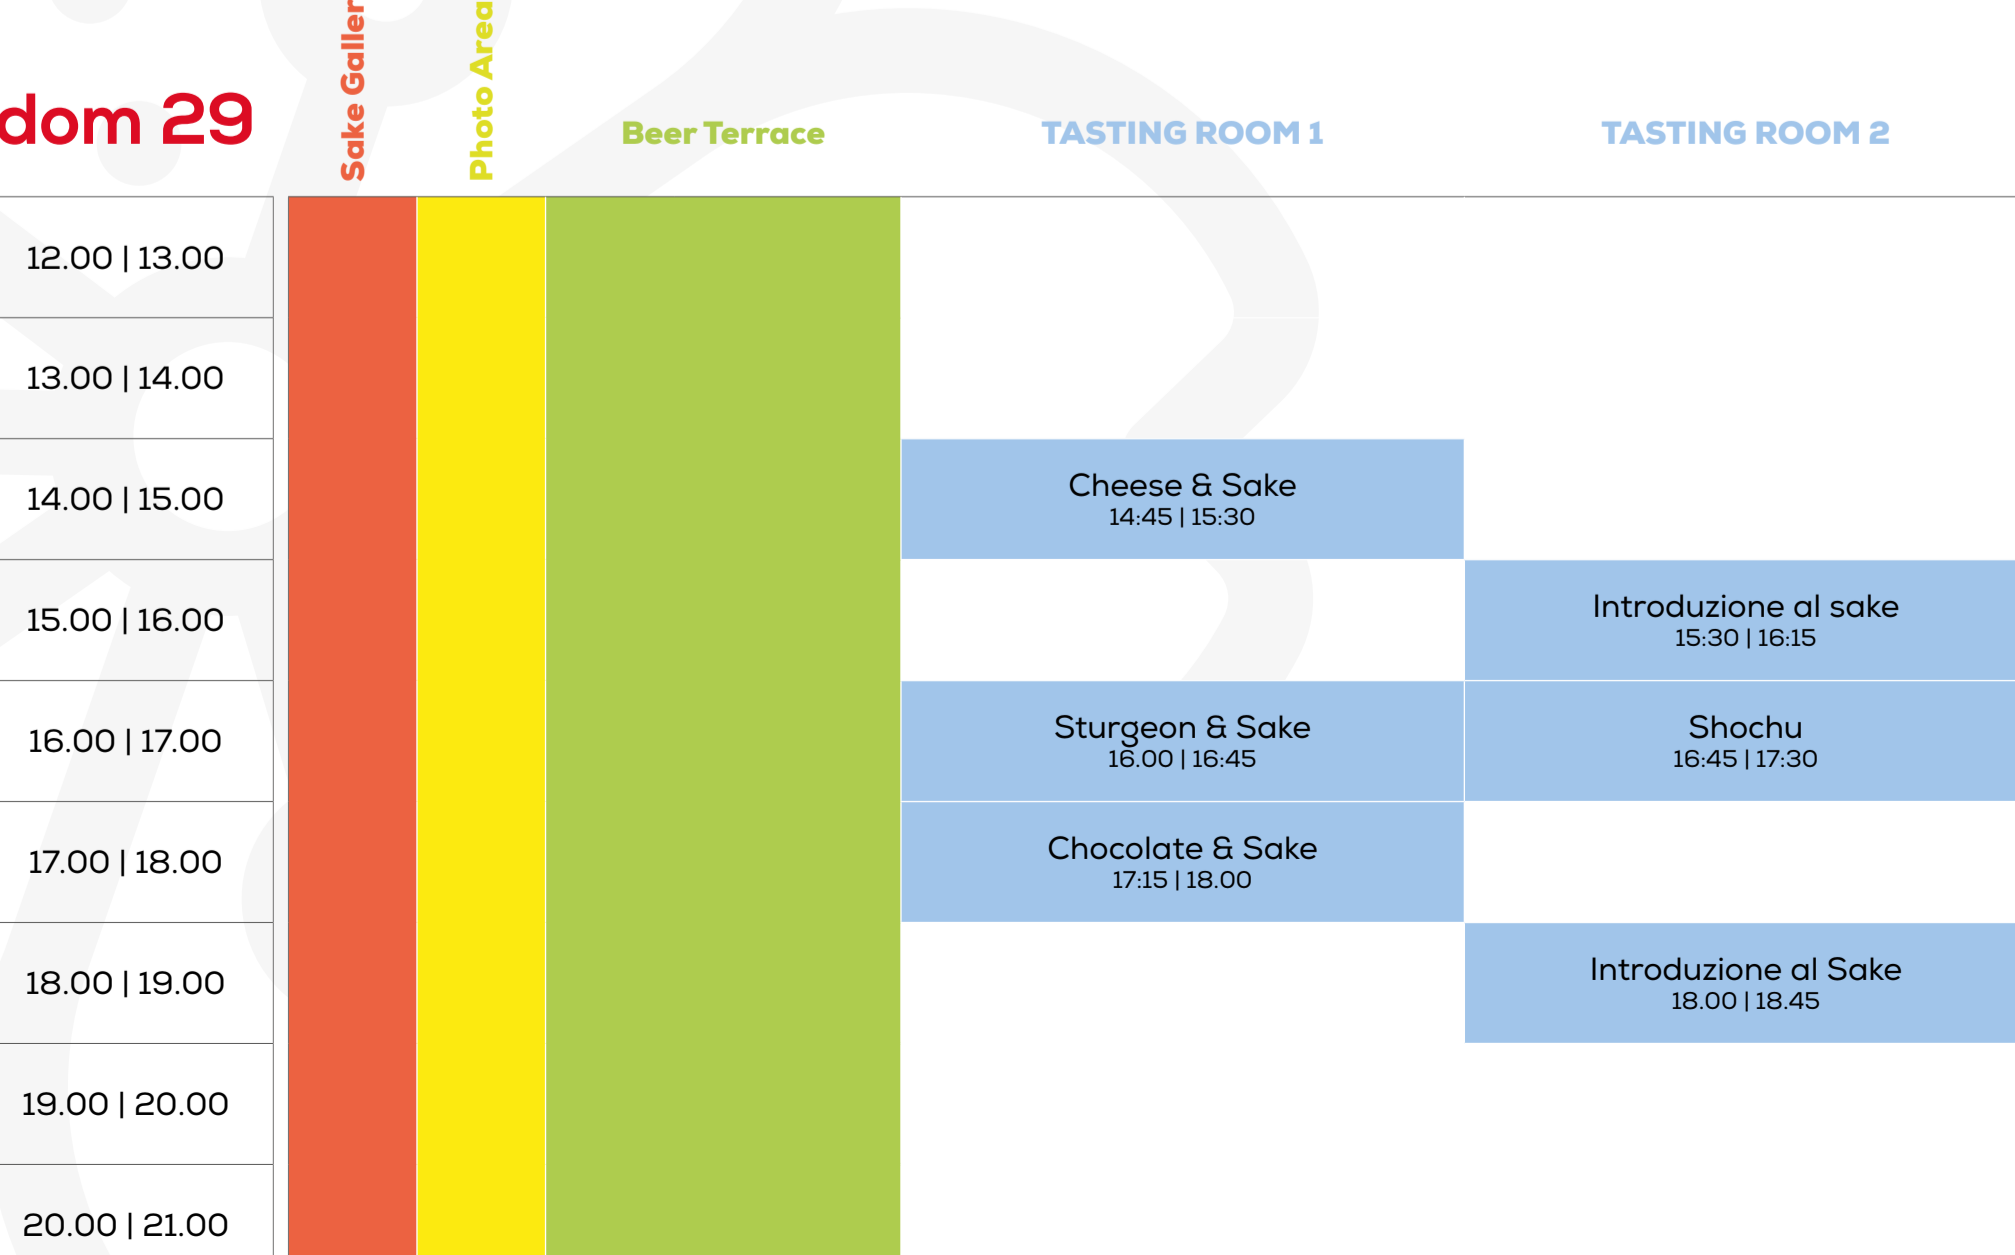 dom 29
Sake Galler
Photo Area
Beer Terrace
TASTING ROOM 1
TASTING ROOM 2
12.00 | 13.00
13.00 | 14.00
14.00 | 15.00
Cheese & Sake
14:45 | 15:30
15.00 | 16.00
Introduzione al sake
15:30 | 16:15
16.00 | 17.00
Sturgeon & Sake
16.00 | 16:45
Shochu
16:45 | 17:30
17.00 | 18.00
Chocolate & Sake
17:15 | 18.00
18.00 | 19.00
Introduzione al Sake
18.00 | 18.45
19.00 | 20.00
20.00 | 21.00